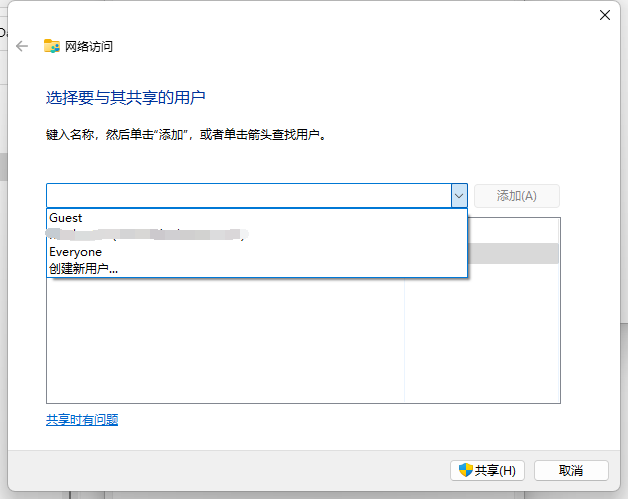 Da
网络访问
选择要与其共享的用户
键入名称，然后单击“添加”，或者单击箭头查找用户。
添加(A)
Guest
Everyone
创建新用户...
共享时有问题
共享(H)
取消